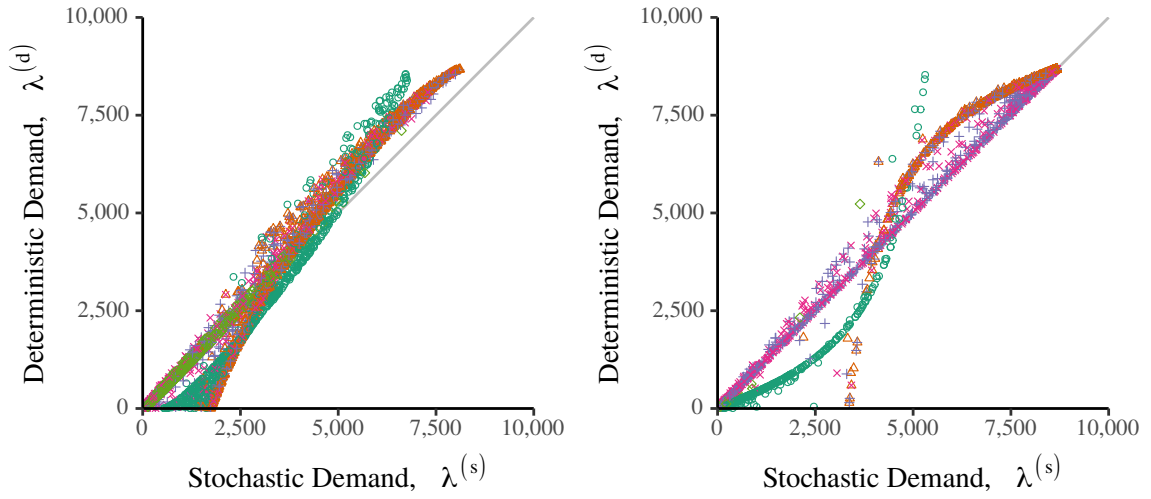 10,000
7,500
5,000
2,500
0
Deterministic Demand, λ(d)
0 2,500 5,000 7,500 10,000
Stochastic Demand, λ(s)
10,000
7,500
5,000
2,500
0
Deterministic Demand, λ(d)
0 2,500 5,000 7,500 10,000
Stochastic Demand, λ(s)